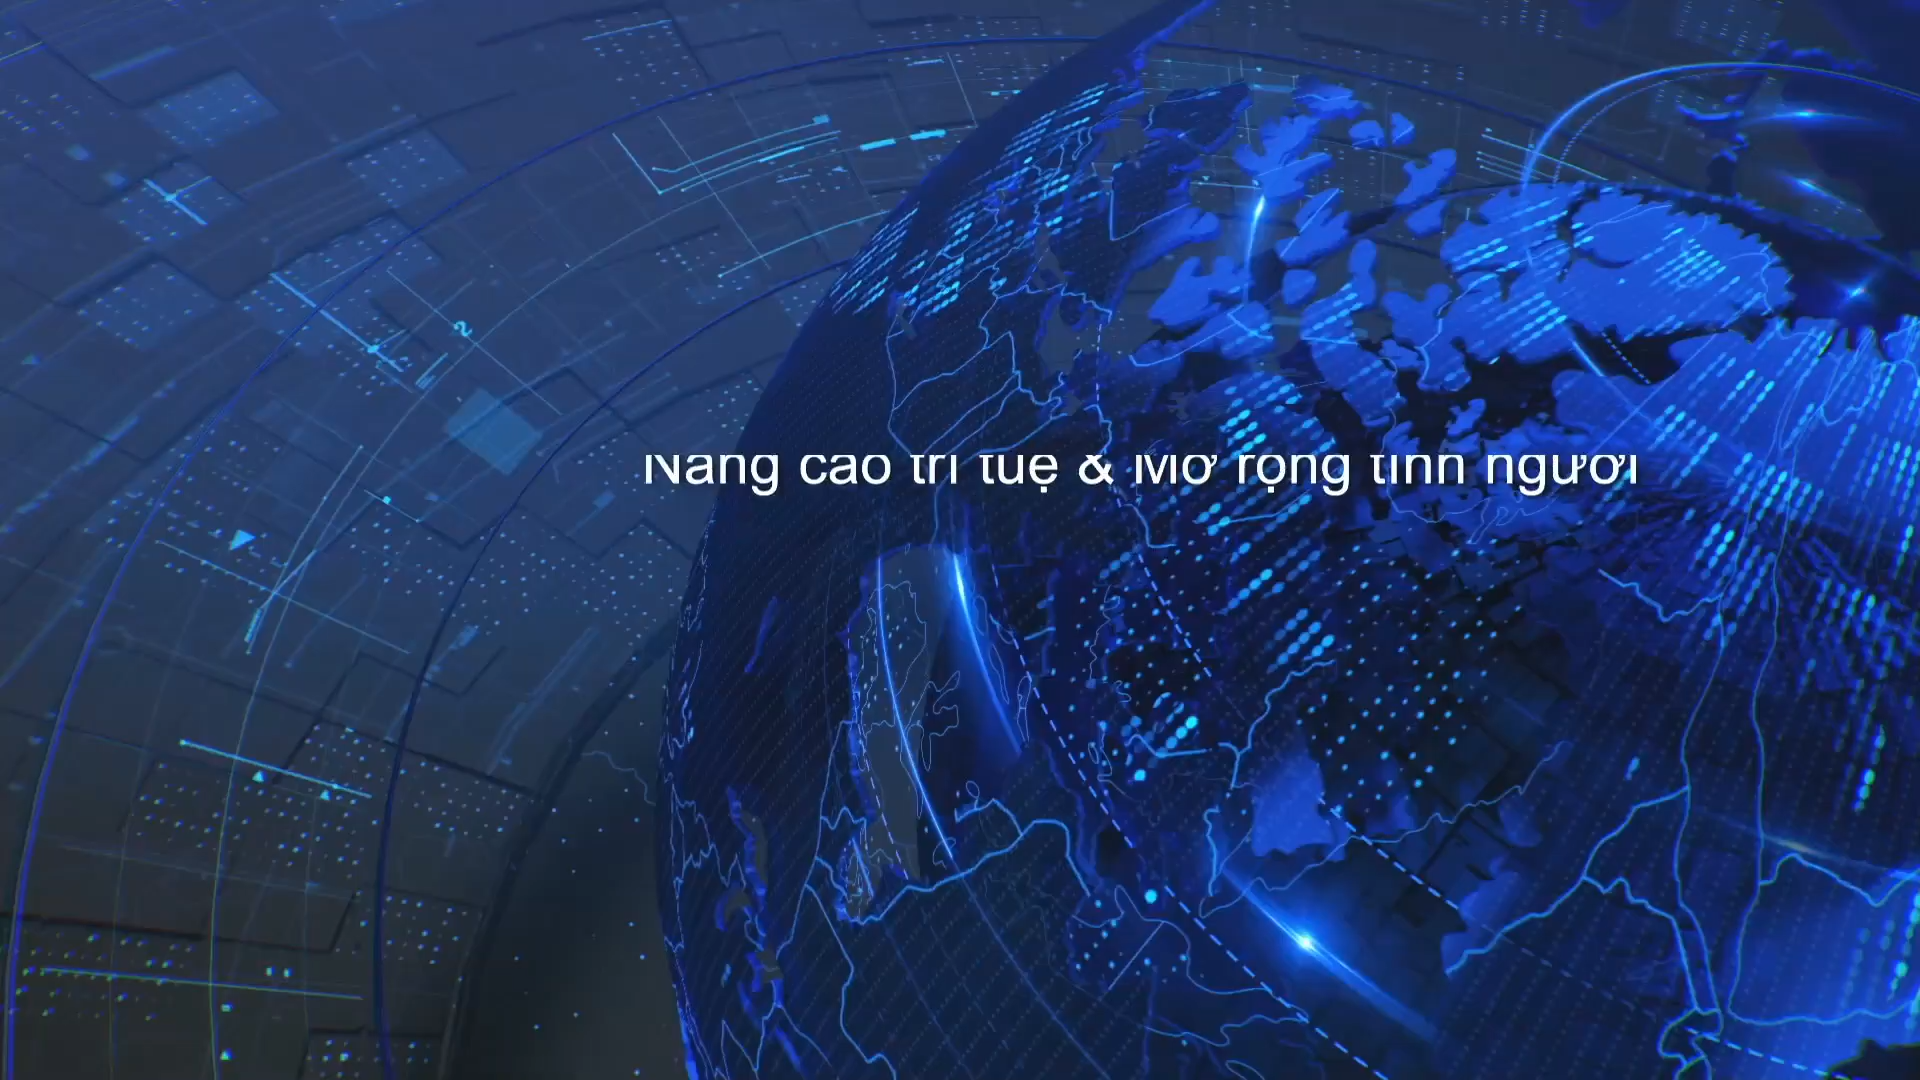 Nâng cao trí tuệ & Mở rộng tình người